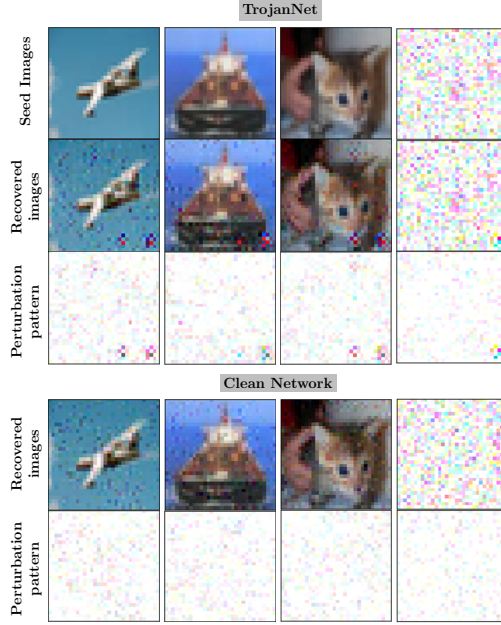 TrojanNet
Seed Images
Recovered
images
Perturbation
pattern
Clean Network
Recovered
images
Perturbation
pattern